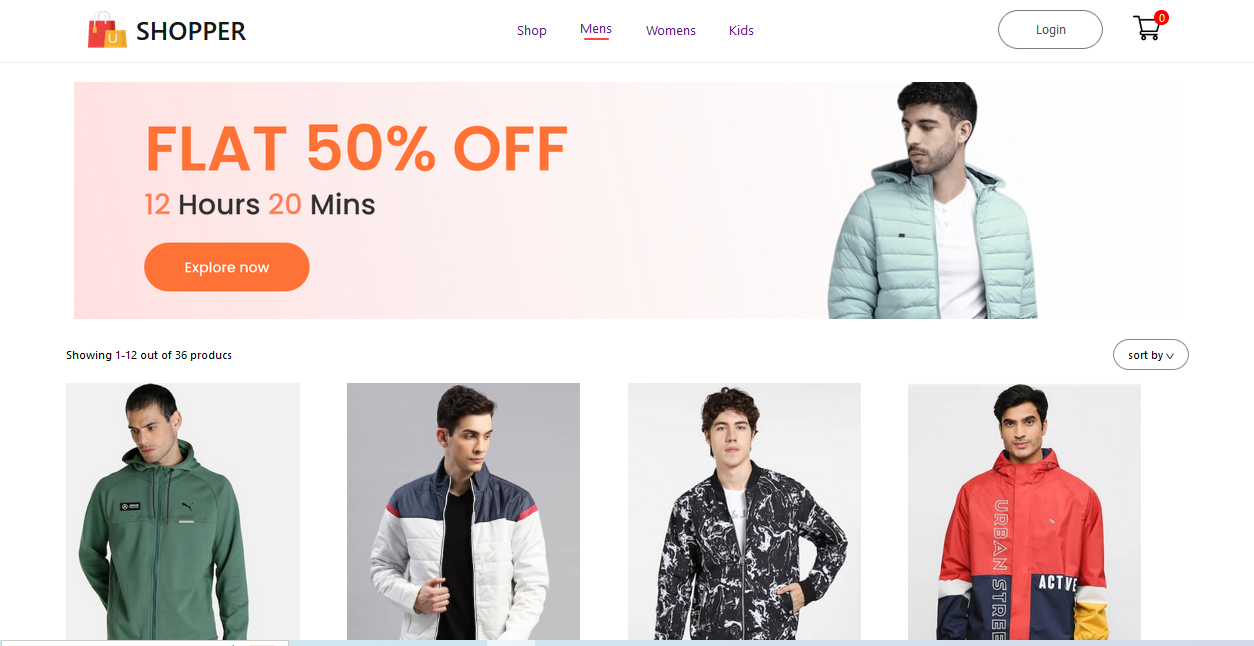 SHOPPER
Shop
Mens
Womens
Kids
Login
0
FLAT 50% OFF
12 Hours 20 Mins
Explore now
Showing 1-12 out of 36 producs
sort by
URBAN STREE
ACTVE